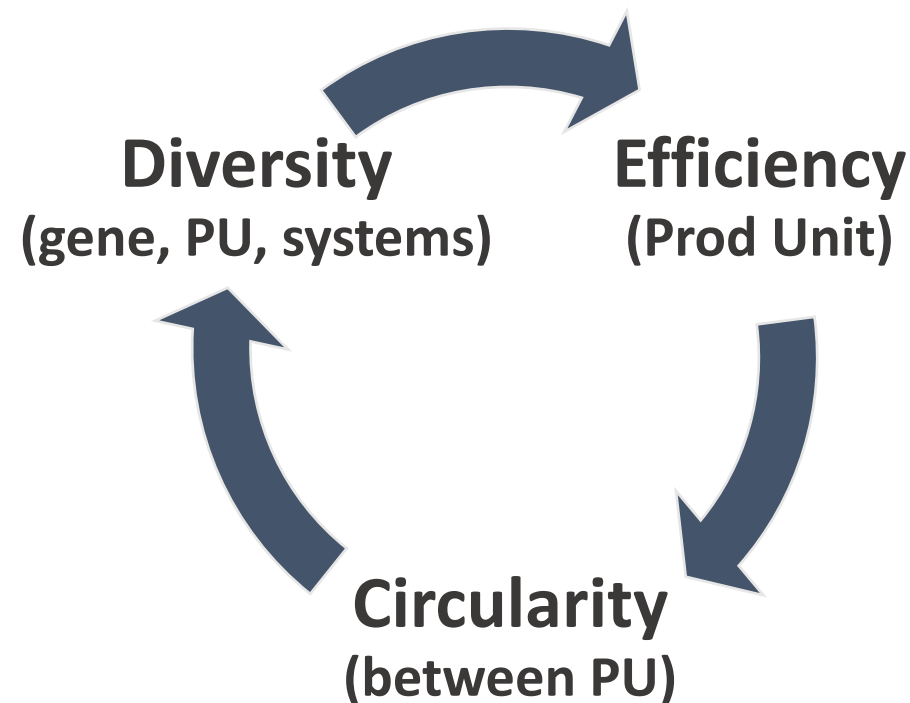 Diversity
(gene, PU, systems)
Efficiency
(Prod Unit)
Circularity
(between PU)